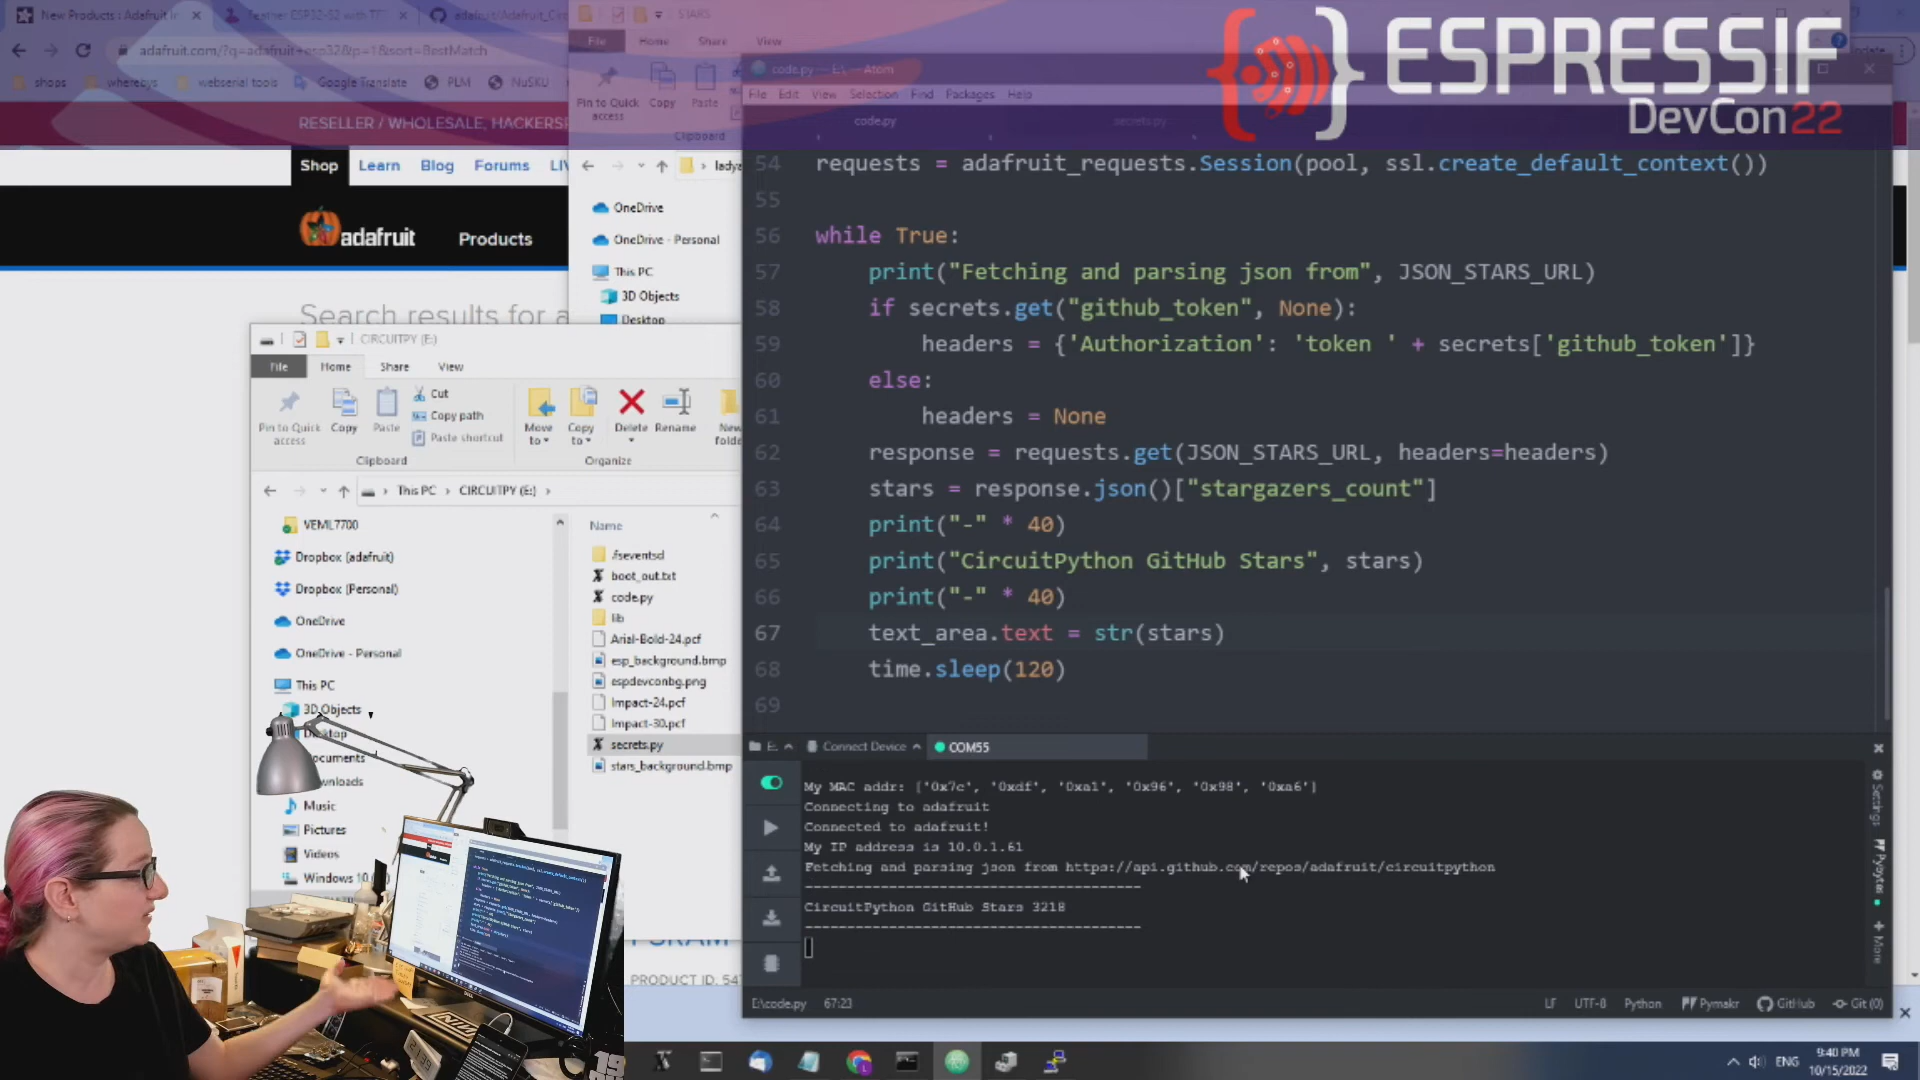 New Products : Adafruit In
Feather ESP32-S2 with TFT
adafruit/Adafruit_Circ
adafruit.com/?q=adafruit+esp32&p=1&sort=BestMatch
shops
wherebys
webserial tools
Google Translate
PLM
NuSKU
RESELLER / WHOLESALE, HACKERSP
Shop
Learn
Blog
Forums
LIV
adafruit
Products
Search results for a
STARS
File
Home
Share
View
Pin to Quick access
Copy
Paste
Clipboard
ladya
OneDrive
OneDrive - Personal
This PC
3D Objects
Desktop
ESPRESSIF
DevCon22
code.py — E:\ — Atom
File Edit View Selection Find Packages Help
code.py
secrets.py
54 requests = adafruit_requests.Session(pool, ssl.create_default_context())
55
56 while True:
57 print("Fetching and parsing json from", JSON_STARS_URL)
58 if secrets.get("github_token", None):
59 headers = {'Authorization': 'token ' + secrets['github_token']}
60 else:
61 headers = None
62 response = requests.get(JSON_STARS_URL, headers=headers)
63 stars = response.json()["stargazers_count"]
64 print("-" * 40)
65 print("CircuitPython GitHub Stars", stars)
66 print("-" * 40)
67 text_area.text = str(stars)
68 time.sleep(120)
69
CIRCUITPY (E:)
File
Home
Share
View
Pin to Quick access
Copy
Paste
Cut
Copy path
Paste shortcut
Move to
Copy to
Delete
Rename
New folde
Clipboard
Organize
This PC > CIRCUITPY (E:) >
VEML7700
Dropbox (adafruit)
Dropbox (Personal)
OneDrive
OneDrive - Personal
This PC
3D Objects
Desktop
ocuments
wnloads
Music
Pictures
Videos
Windows 10
Name
.fseventsd
boot_out.txt
code.py
lib
Arial-Bold-24.pcf
esp_background.bmp
espdevconbg.png
Impact-24.pcf
Impact-30.pcf
secrets.py
stars_background.bmp
PSRAM
PRODUCT ID: 547
E:
Connect Device
COM55
My MAC addr: ['0x7c', '0xdf', '0xa1', '0x96', '0x98', '0xa6']
Connecting to adafruit
Connected to adafruit!
My IP address is 10.0.1.61
Fetching and parsing json from https://api.github.com/repos/adafruit/circuitpython
----------------------------------------
CircuitPython GitHub Stars 3218
----------------------------------------
Settings
Pybytes
More
E:\code.py
67:23
LF
UTF-8
Python
Pymakr
GitHub
Git (0)
ENG
9:40 PM
10/15/2022